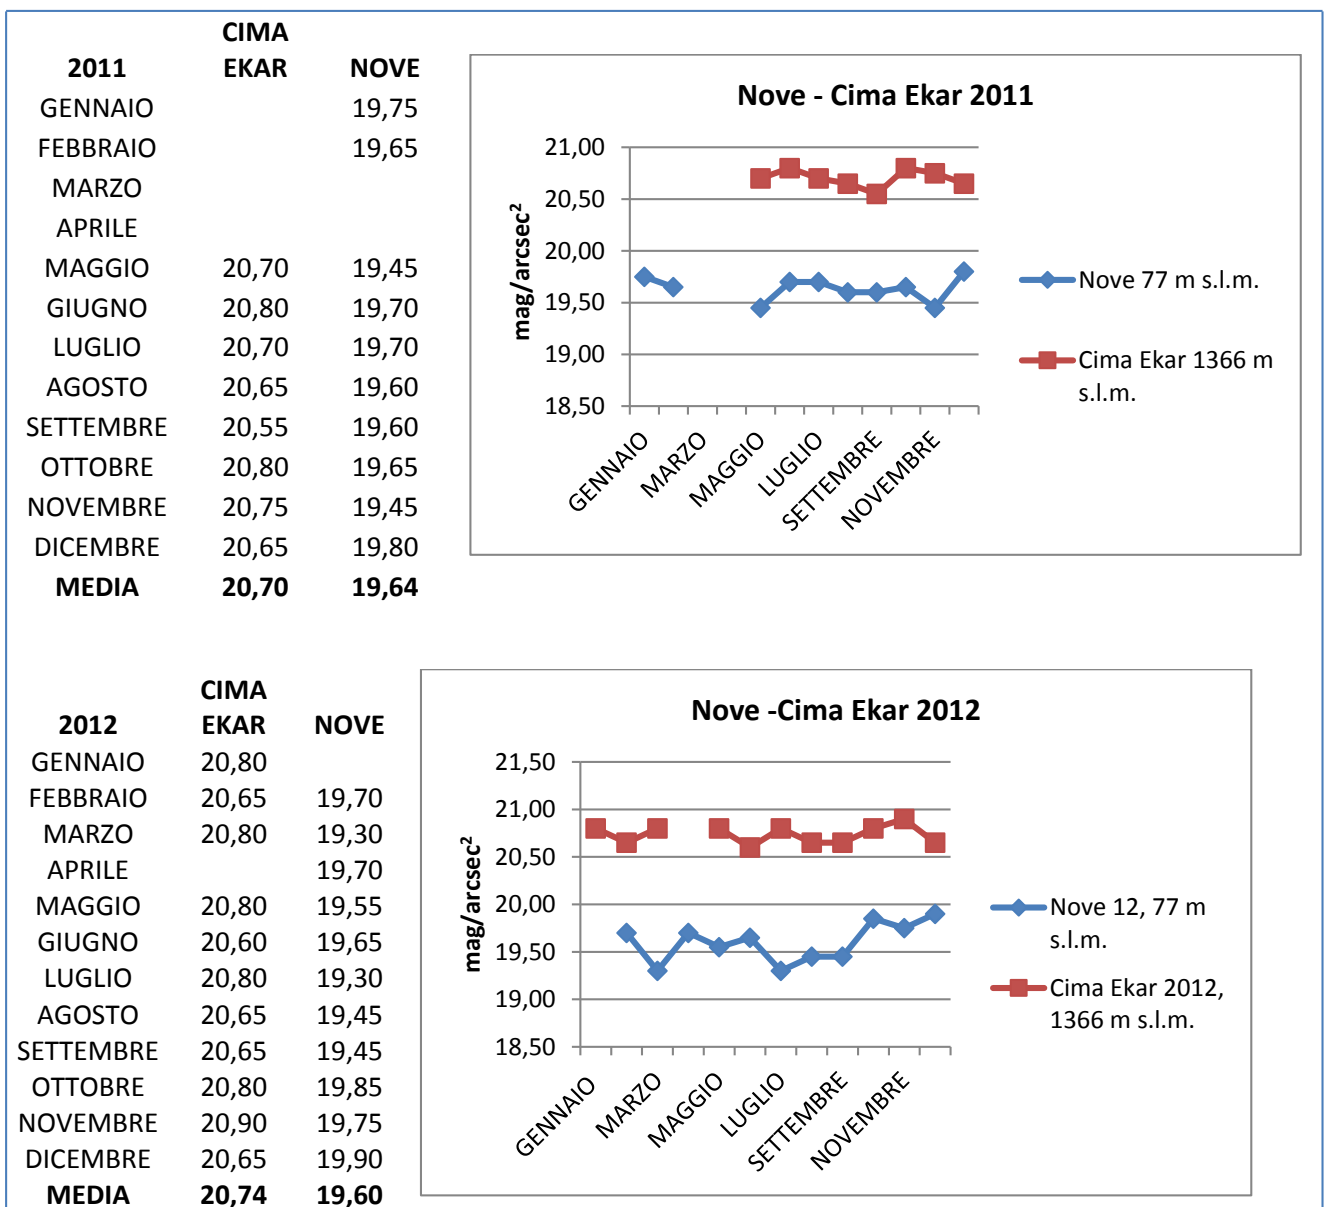 CIMA
2011 EKAR NOVE
GENNAIO 19,75
FEBBRAIO 19,65
MARZO
APRILE
MAGGIO 20,70 19,45
GIUGNO 20,80 19,70
LUGLIO 20,70 19,70
AGOSTO 20,65 19,60
SETTEMBRE 20,55 19,60
OTTOBRE 20,80 19,65
NOVEMBRE 20,75 19,45
DICEMBRE 20,65 19,80
MEDIA 20,70 19,64
Nove - Cima Ekar 2011
mag/arcsec²
21,00
20,50
20,00
19,50
19,00
18,50
GENNAIO
MARZO
MAGGIO
LUGLIO
SETTEMBRE
NOVEMBRE
Nove 77 m s.l.m.
Cima Ekar 1366 m
s.l.m.
CIMA
2012 EKAR NOVE
GENNAIO 20,80
FEBBRAIO 20,65 19,70
MARZO 20,80 19,30
APRILE 19,70
MAGGIO 20,80 19,55
GIUGNO 20,60 19,65
LUGLIO 20,80 19,30
AGOSTO 20,65 19,45
SETTEMBRE 20,65 19,45
OTTOBRE 20,80 19,85
NOVEMBRE 20,90 19,75
DICEMBRE 20,65 19,90
MEDIA 20,74 19,60
Nove -Cima Ekar 2012
mag/arcsec²
21,50
21,00
20,50
20,00
19,50
19,00
18,50
GENNAIO
MARZO
MAGGIO
LUGLIO
SETTEMBRE
NOVEMBRE
Nove 12, 77 m
s.l.m.
Cima Ekar 2012,
1366 m s.l.m.